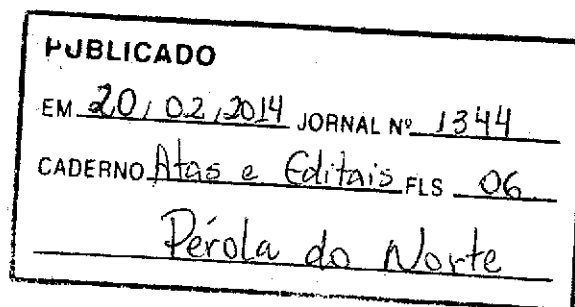 PUBLICADO
EM 20/02/2014 JORNAL Nº 1344
CADERNO Atas e Editais FLS 06
Pérola do Norte